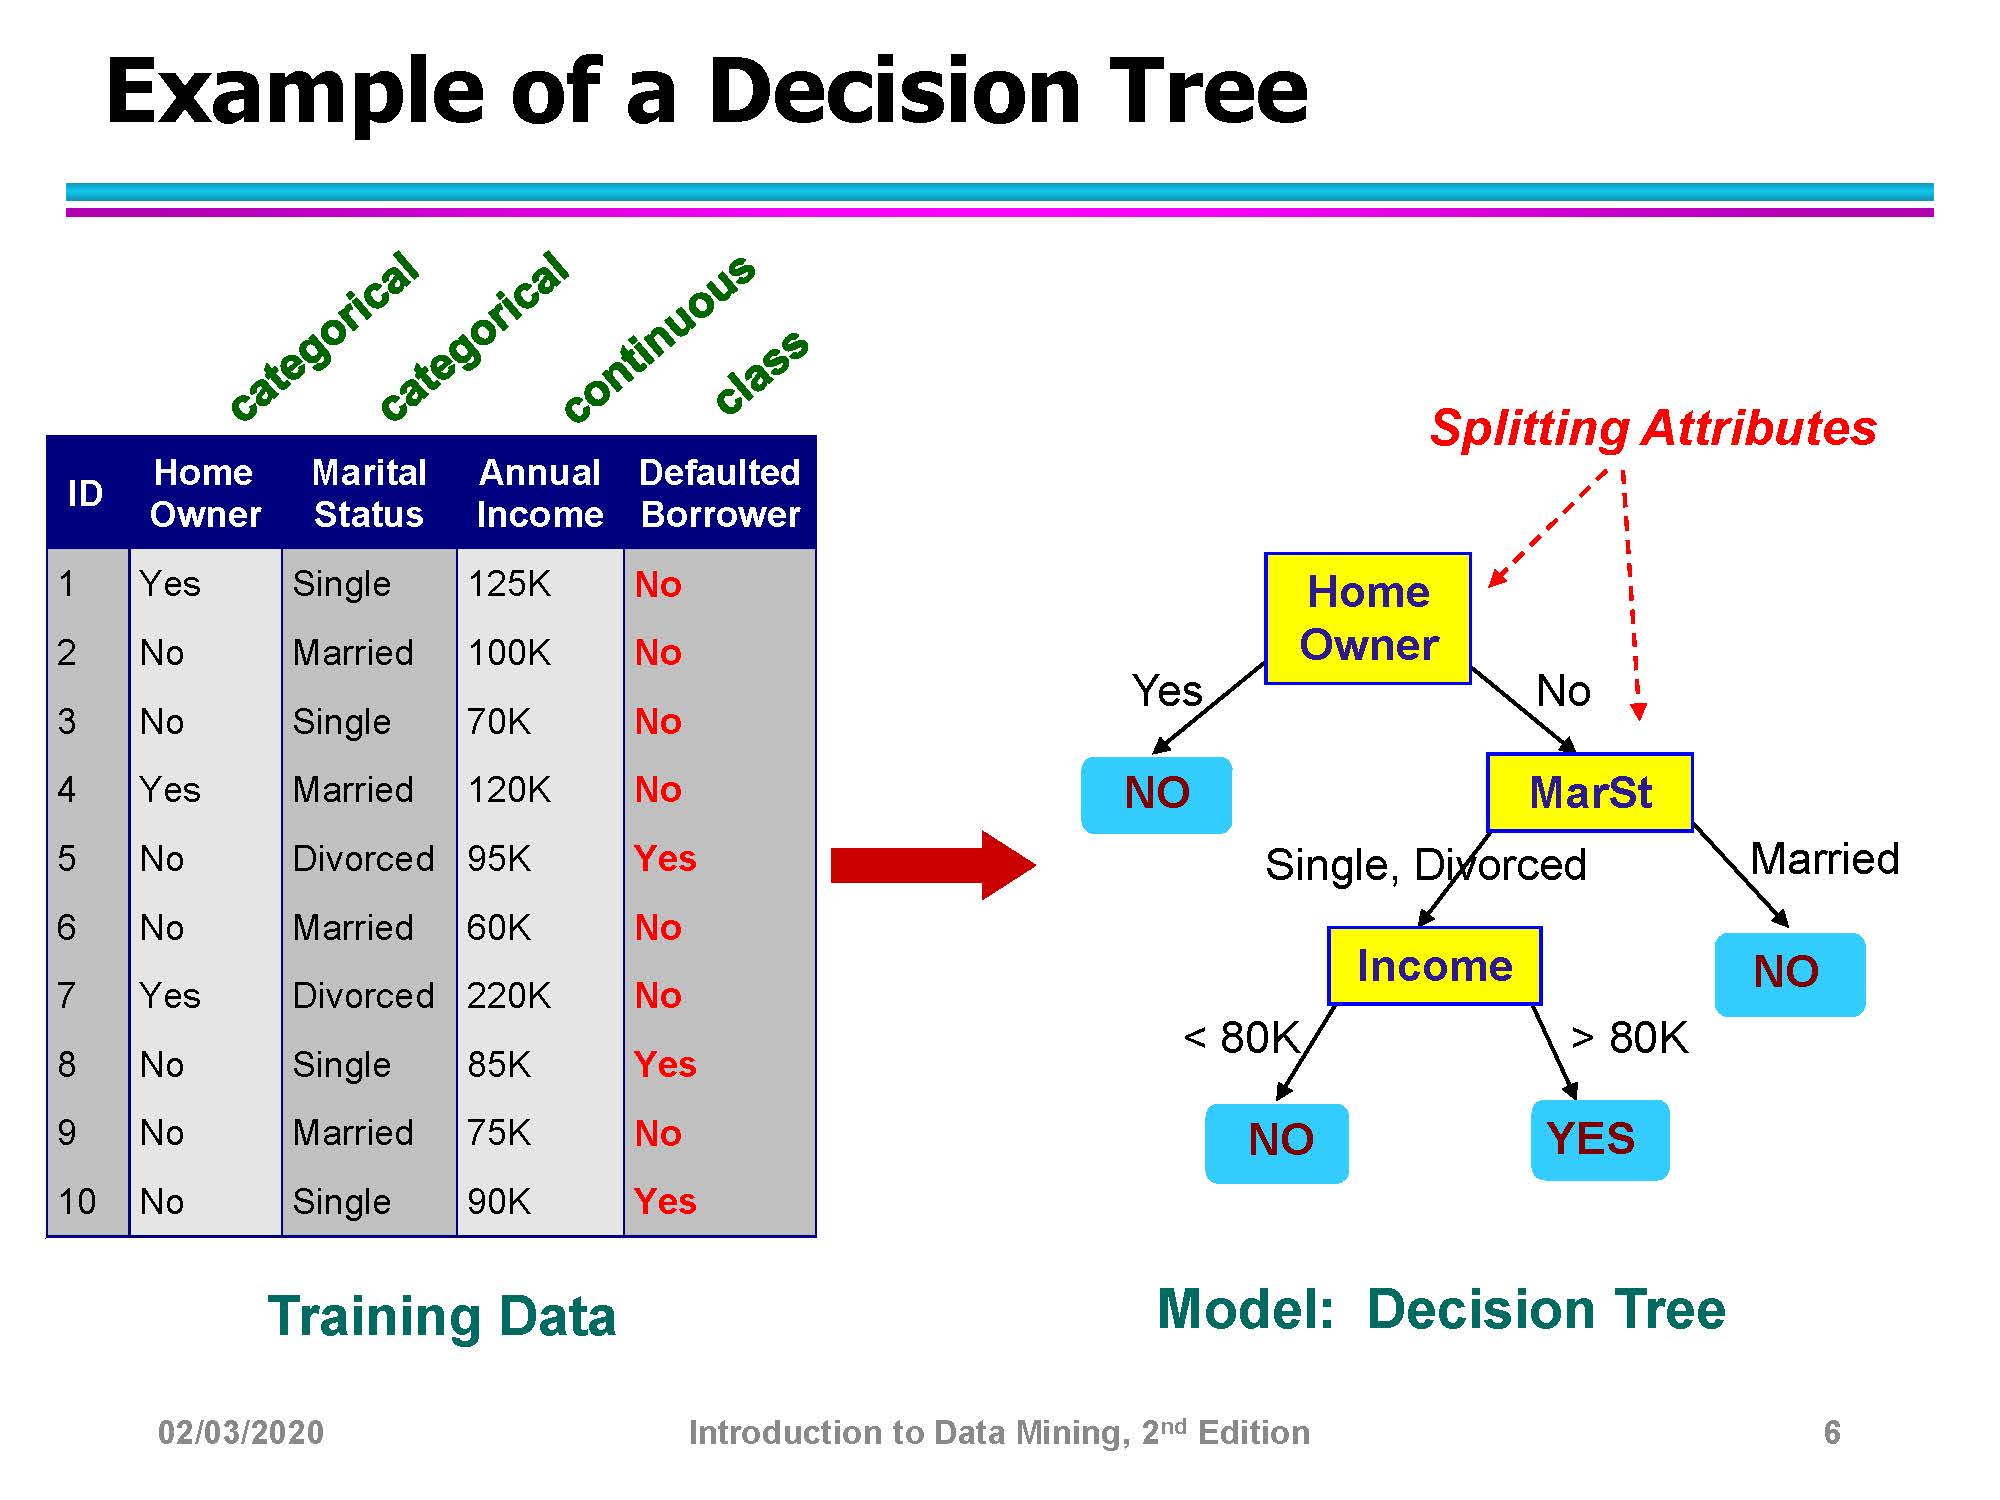 Example of a Decision Tree
categorical
categorical
continuous
class
ID Home Owner Marital Status Annual Income Defaulted Borrower
1 Yes Single 125K No
2 No Married 100K No
3 No Single 70K No
4 Yes Married 120K No
5 No Divorced 95K Yes
6 No Married 60K No
7 Yes Divorced 220K No
8 No Single 85K Yes
9 No Married 75K No
10 No Single 90K Yes
Training Data
Splitting Attributes
Home
Owner
Yes
No
NO
MarSt
Single, Divorced
Married
Income
NO
< 80K
> 80K
NO
YES
Model: Decision Tree
02/03/2020
Introduction to Data Mining, 2nd Edition
6